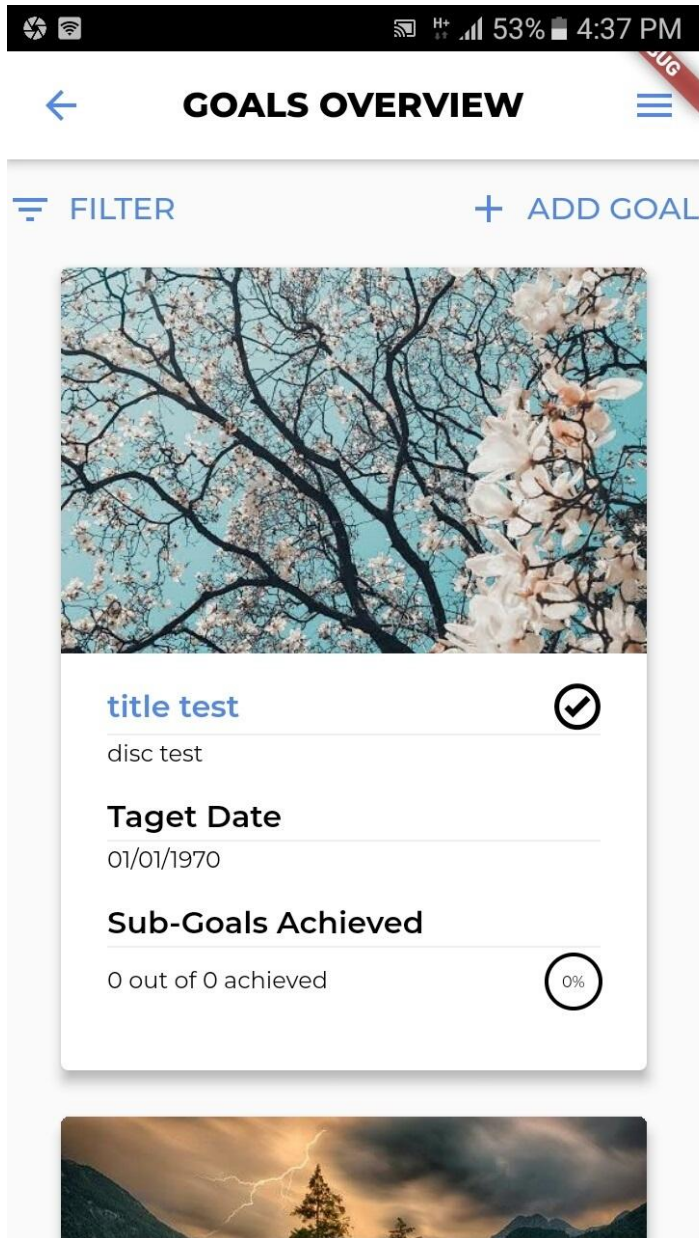 H+ 53% 4:37 PM
GOALS OVERVIEW
FILTER
ADD GOAL
title test
disc test
Taget Date
01/01/1970
Sub-Goals Achieved
0 out of 0 achieved
0%